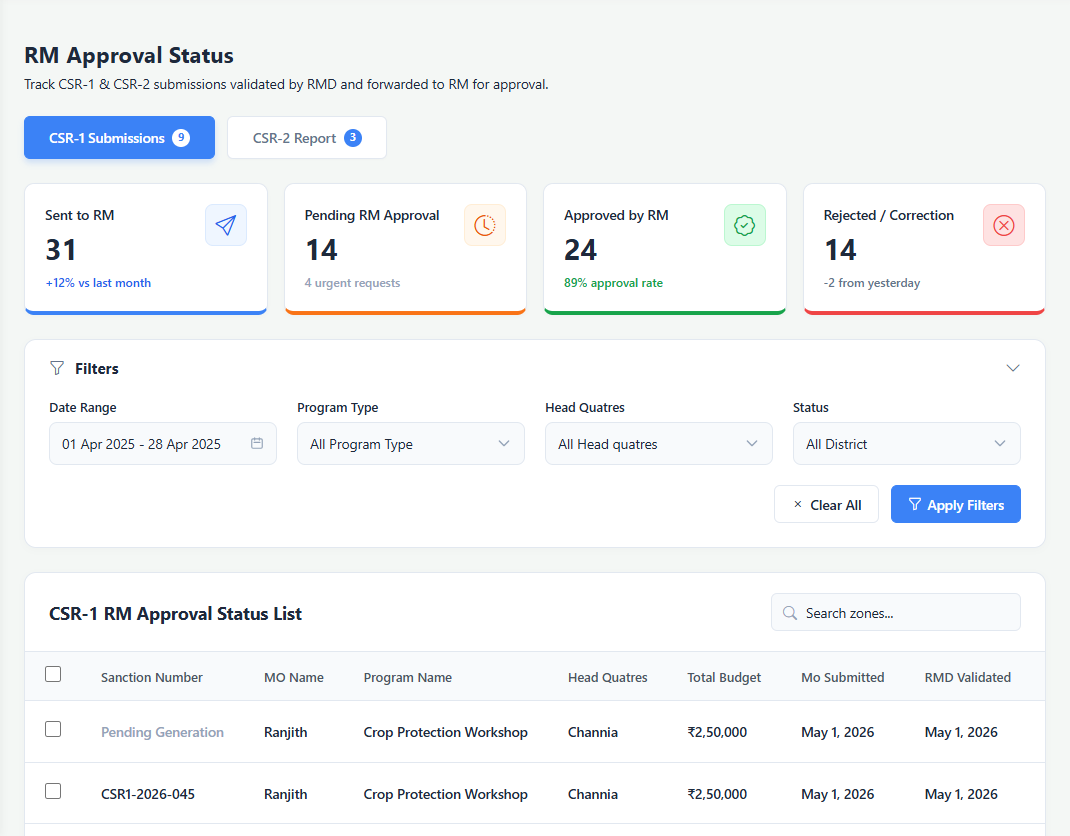 RM Approval Status
Track CSR-1 & CSR-2 submissions validated by RMD and forwarded to RM for approval.
CSR-1 Submissions 9
CSR-2 Report 3
Sent to RM
31
+12% vs last month
Pending RM Approval
14
4 urgent requests
Approved by RM
24
89% approval rate
Rejected / Correction
14
-2 from yesterday
Filters
Date Range
01 Apr 2025 - 28 Apr 2025
Program Type
All Program Type
Head Quatres
All Head quatres
Status
All District
× Clear All
Apply Filters
CSR-1 RM Approval Status List
Search zones...
Sanction Number MO Name Program Name Head Quatres Total Budget Mo Submitted RMD Validated
Pending Generation Ranjith Crop Protection Workshop Channia ₹2,50,000 May 1, 2026 May 1, 2026
CSR1-2026-045 Ranjith Crop Protection Workshop Channia ₹2,50,000 May 1, 2026 May 1, 2026